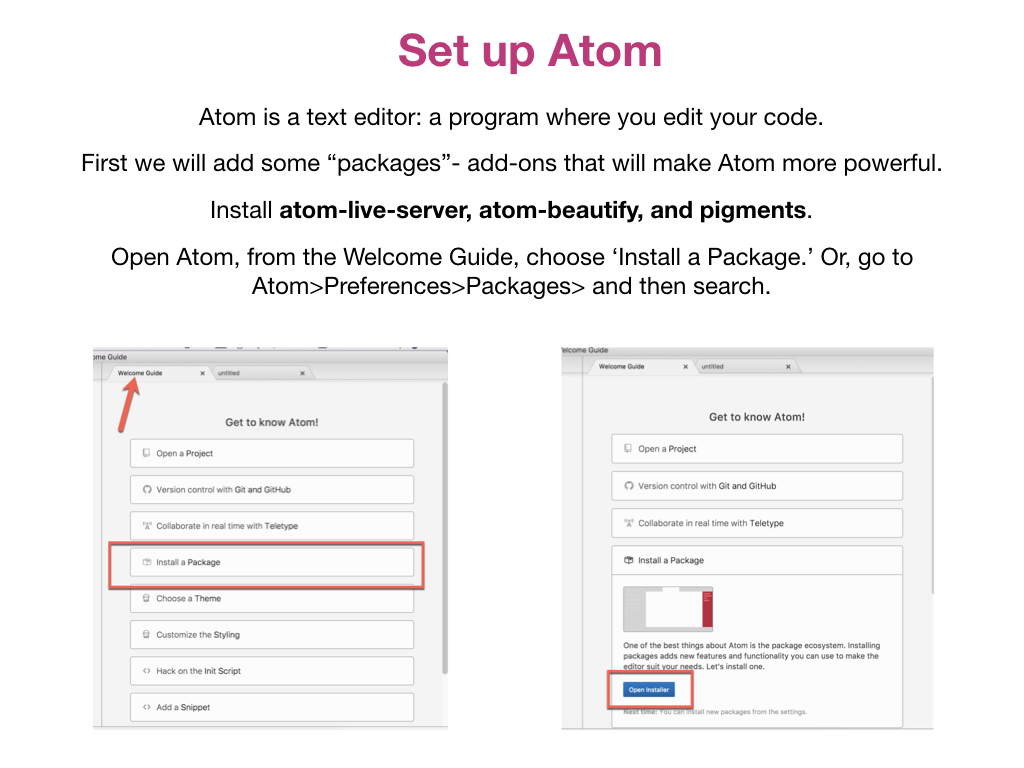 Set up Atom
Atom is a text editor: a program where you edit your code.
First we will add some “packages”- add-ons that will make Atom more powerful.
Install atom-live-server, atom-beautify, and pigments.
Open Atom, from the Welcome Guide, choose ‘Install a Package.’ Or, go to
Atom>Preferences>Packages> and then search.
ome Guide
Welcome Guide
untitled
Get to know Atom!
Open a Project
Version control with Git and GitHub
Collaborate in real time with Teletype
Install a Package
Choose a Theme
Customize the Styling
Hack on the Init Script
Add a Snippet
elcome Guide
Welcome Guide
untitled
Get to know Atom!
Open a Project
Version control with Git and GitHub
Collaborate in real time with Teletype
Install a Package
One of the best things about Atom is the package ecosystem. Installing
packages adds new features and functionality you can use to make the
editor suit your needs. Let's install one.
Open Installer
Next time: You can install new packages from the settings.